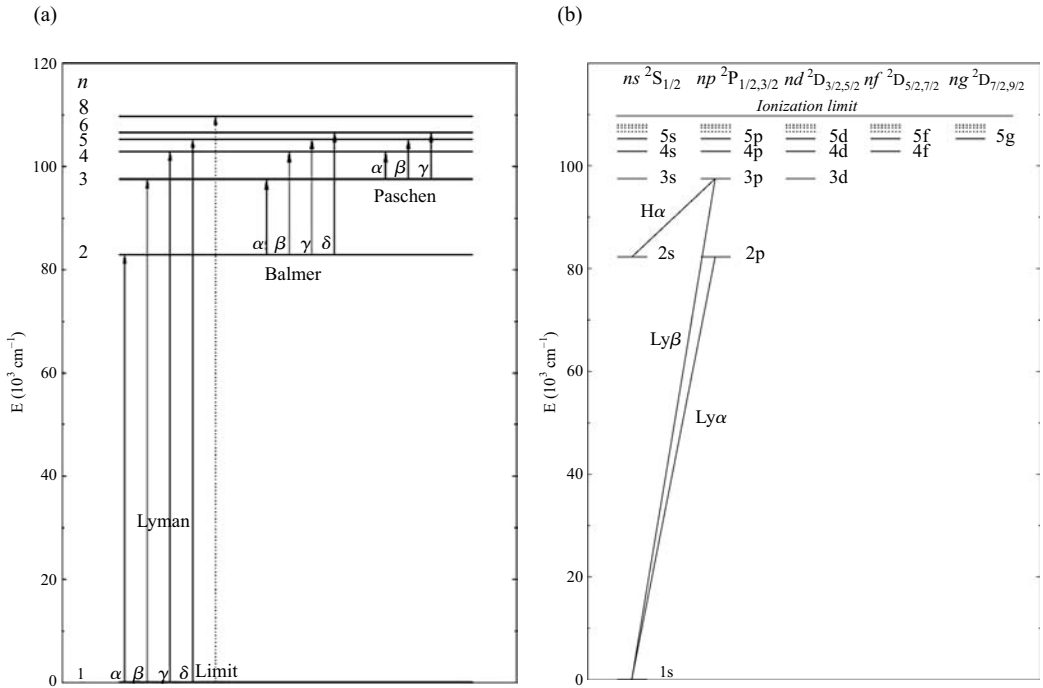 (a)
120
100
80
60
40
20
0
E (10³ cm⁻¹)
n
8
6
5
4
3
2
1
α β γ
Paschen
α β γ δ
Balmer
Lyman
α β γ δ Limit
(b)
120
100
80
60
40
20
0
E (10³ cm⁻¹)
ns ²S₁/₂ np ²P₁/₂,₃/₂ nd ²D₃/₂,₅/₂ nf ²D₅/₂,₇/₂ ng ²D₇/₂,₉/₂
Ionization limit
5s 5p 5d 5f 5g
4s 4p 4d 4f
3s 3p 3d
Hα
2s 2p
Lyβ
Lyα
1s